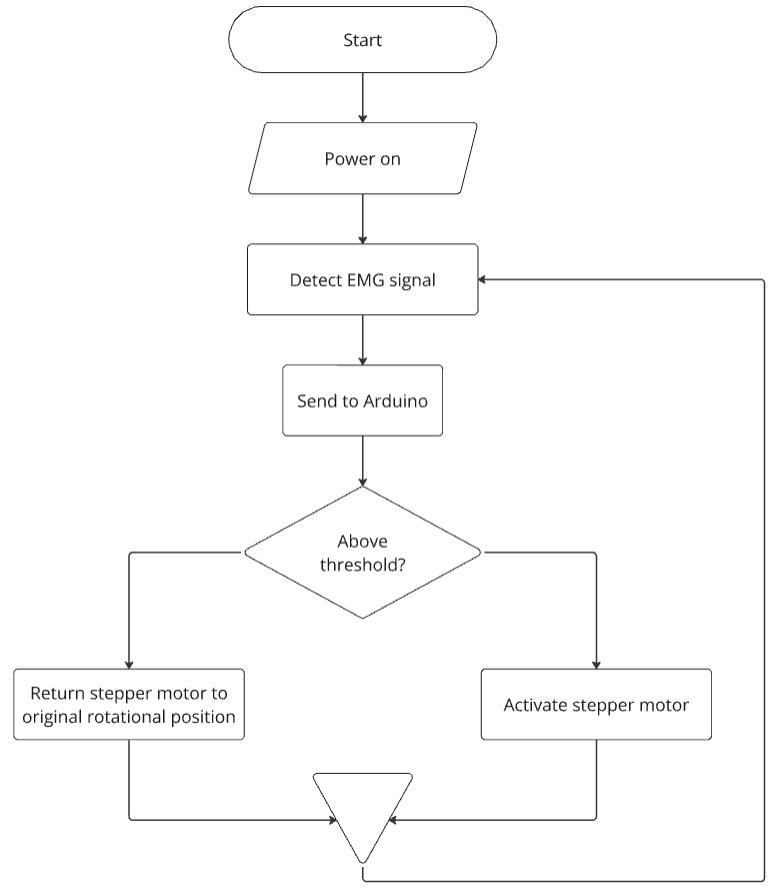 Start
Power on
Detect EMG signal
Send to Arduino
Above
threshold?
Return stepper motor to
original rotational position
Activate stepper motor